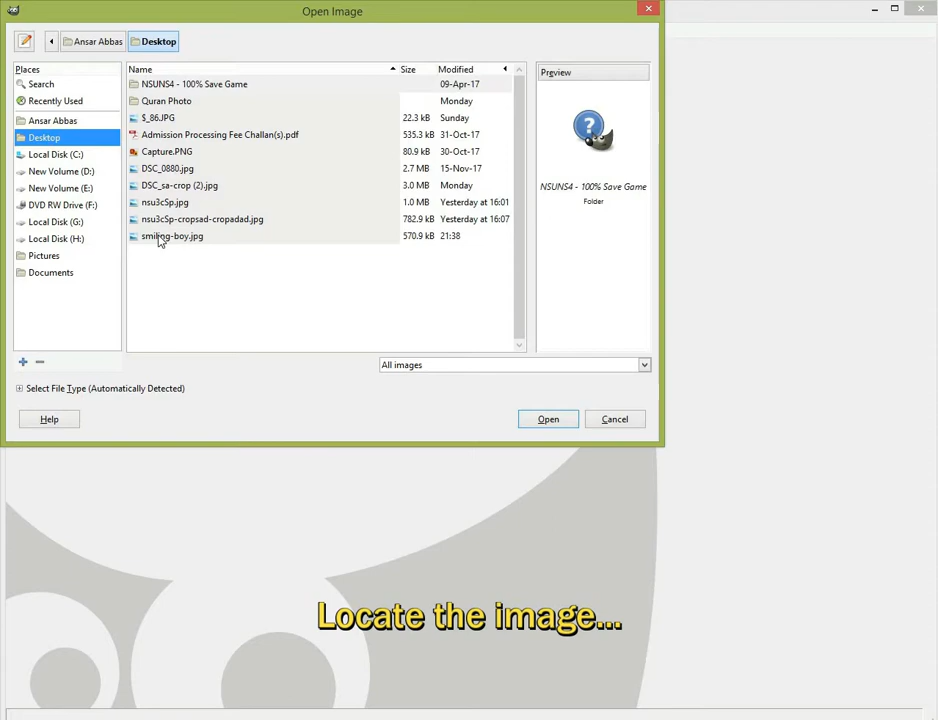 Open Image
Ansar Abbas
Desktop
Places
Search
Recently Used
Ansar Abbas
Desktop
Local Disk (C:)
New Volume (D:)
New Volume (E:)
DVD RW Drive (F:)
Local Disk (G:)
Local Disk (H:)
Pictures
Documents
Name Size Modified
NSUNS4 - 100% Save Game 09-Apr-17
Quran Photo Monday
$_86.JPG 22.3 kB Sunday
Admission Processing Fee Challan(s).pdf 535.3 kB 31-Oct-17
Capture.PNG 80.9 kB 30-Oct-17
DSC_0880.jpg 2.7 MB 15-Nov-17
DSC_sa-crop (2).jpg 3.0 MB Monday
nsu3cSp.jpg 1.0 MB Yesterday at 16:01
nsu3cSp-cropsad-cropadad.jpg 782.9 kB Yesterday at 16:07
smiling-boy.jpg 570.9 kB 21:38
Preview
NSUNS4 - 100% Save Game
Folder
All images
Select File Type (Automatically Detected)
Help
Open
Cancel
Locate the image...